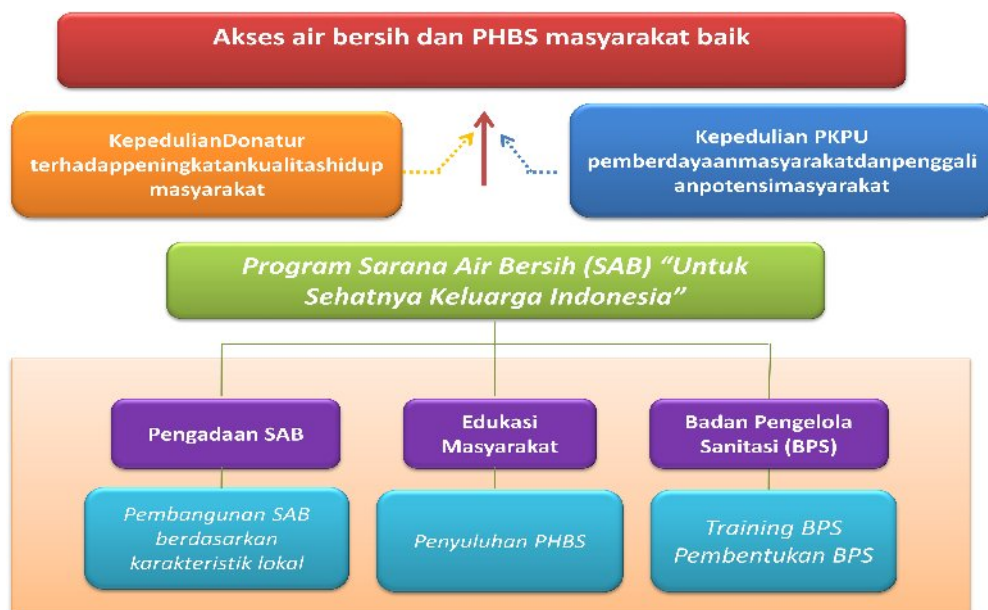 Akses air bersih dan PHBS masyarakat baik
KepedulianDonatur
terhadappeningkatankualitashidup
masyarakat
Kepedulian PKPU
pemberdayaanmasyarakatdanpenggali
anpotensimasyarakat
Program Sarana Air Bersih (SAB) “Untuk
Sehatnya Keluarga Indonesia”
Pengadaan SAB
Edukasi
Masyarakat
Badan Pengelola
Sanitasi (BPS)
Pembangunan SAB
berdasarkan
karakteristik lokal
Penyuluhan PHBS
Training BPS
Pembentukan BPS